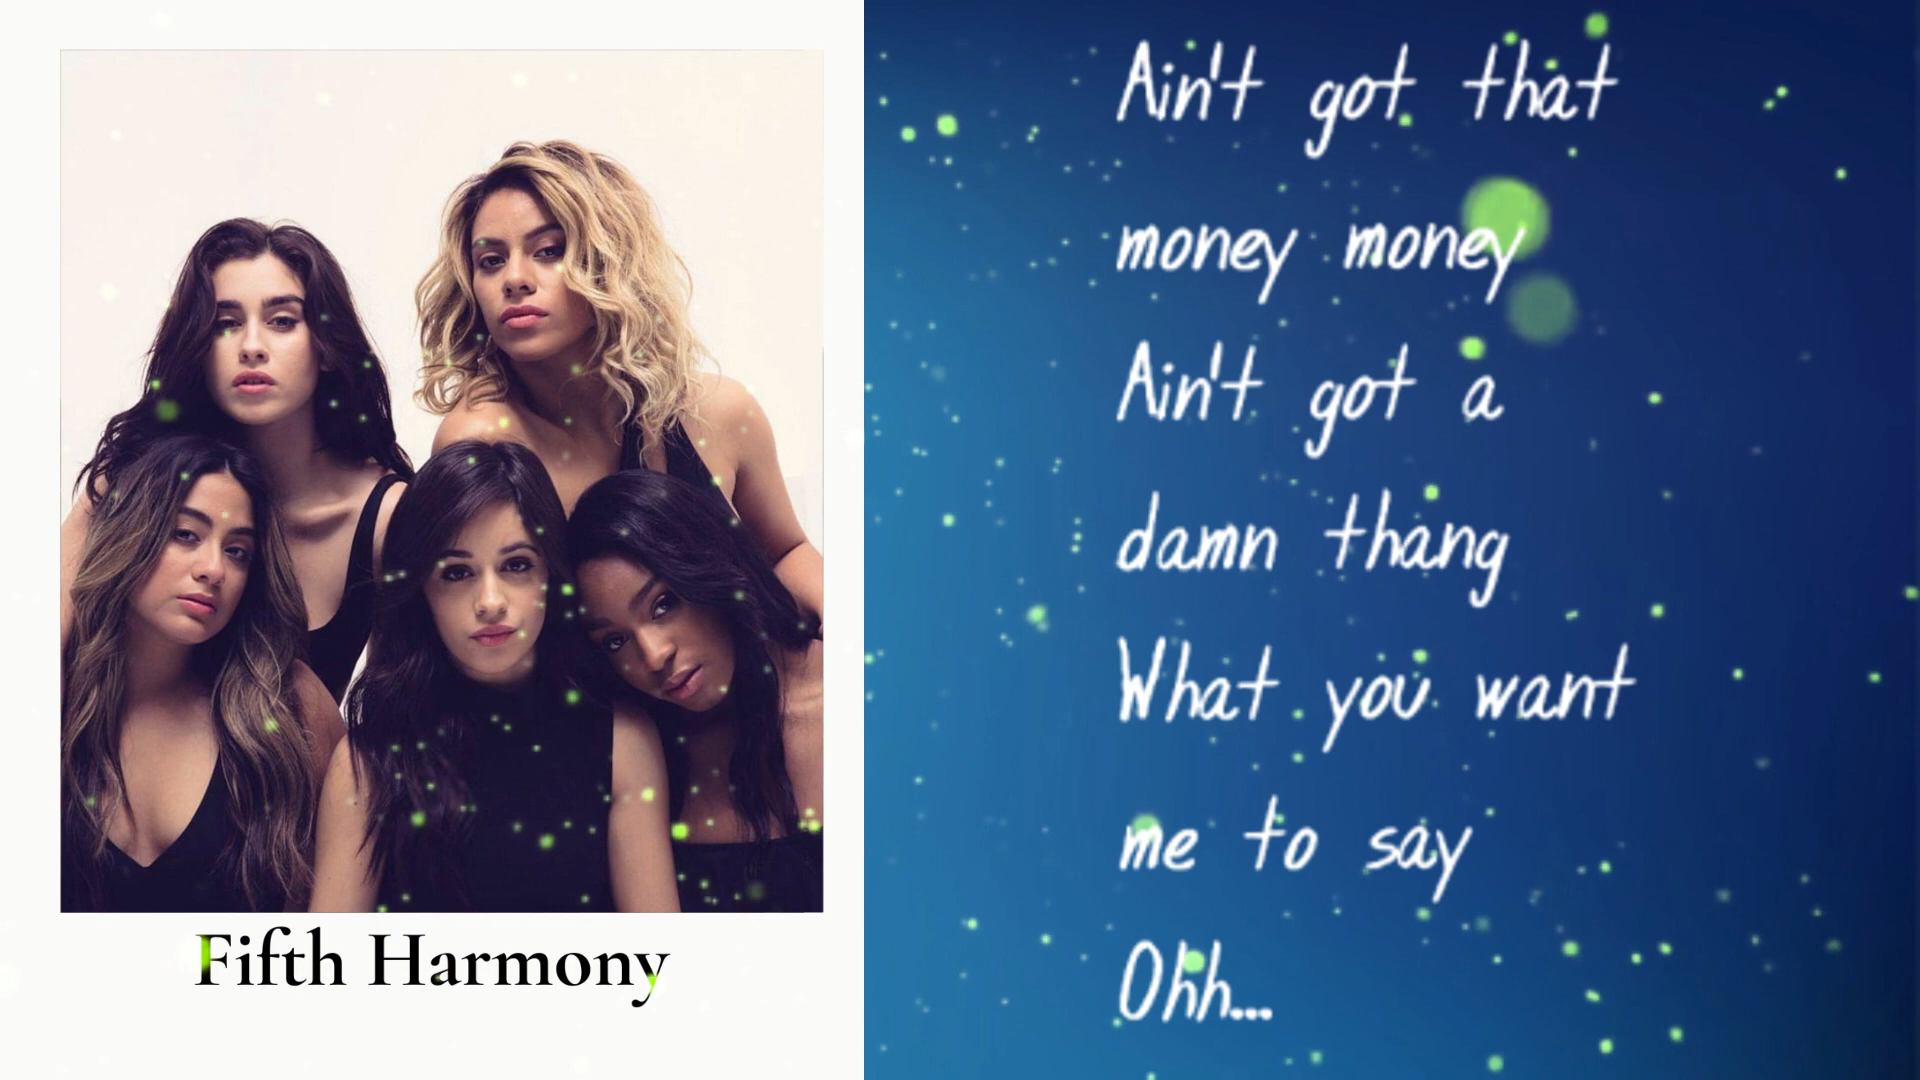 Fifth Harmony
Ain't got that
money money
Ain't got a
damn thang
What you want
me to say
Ohh...